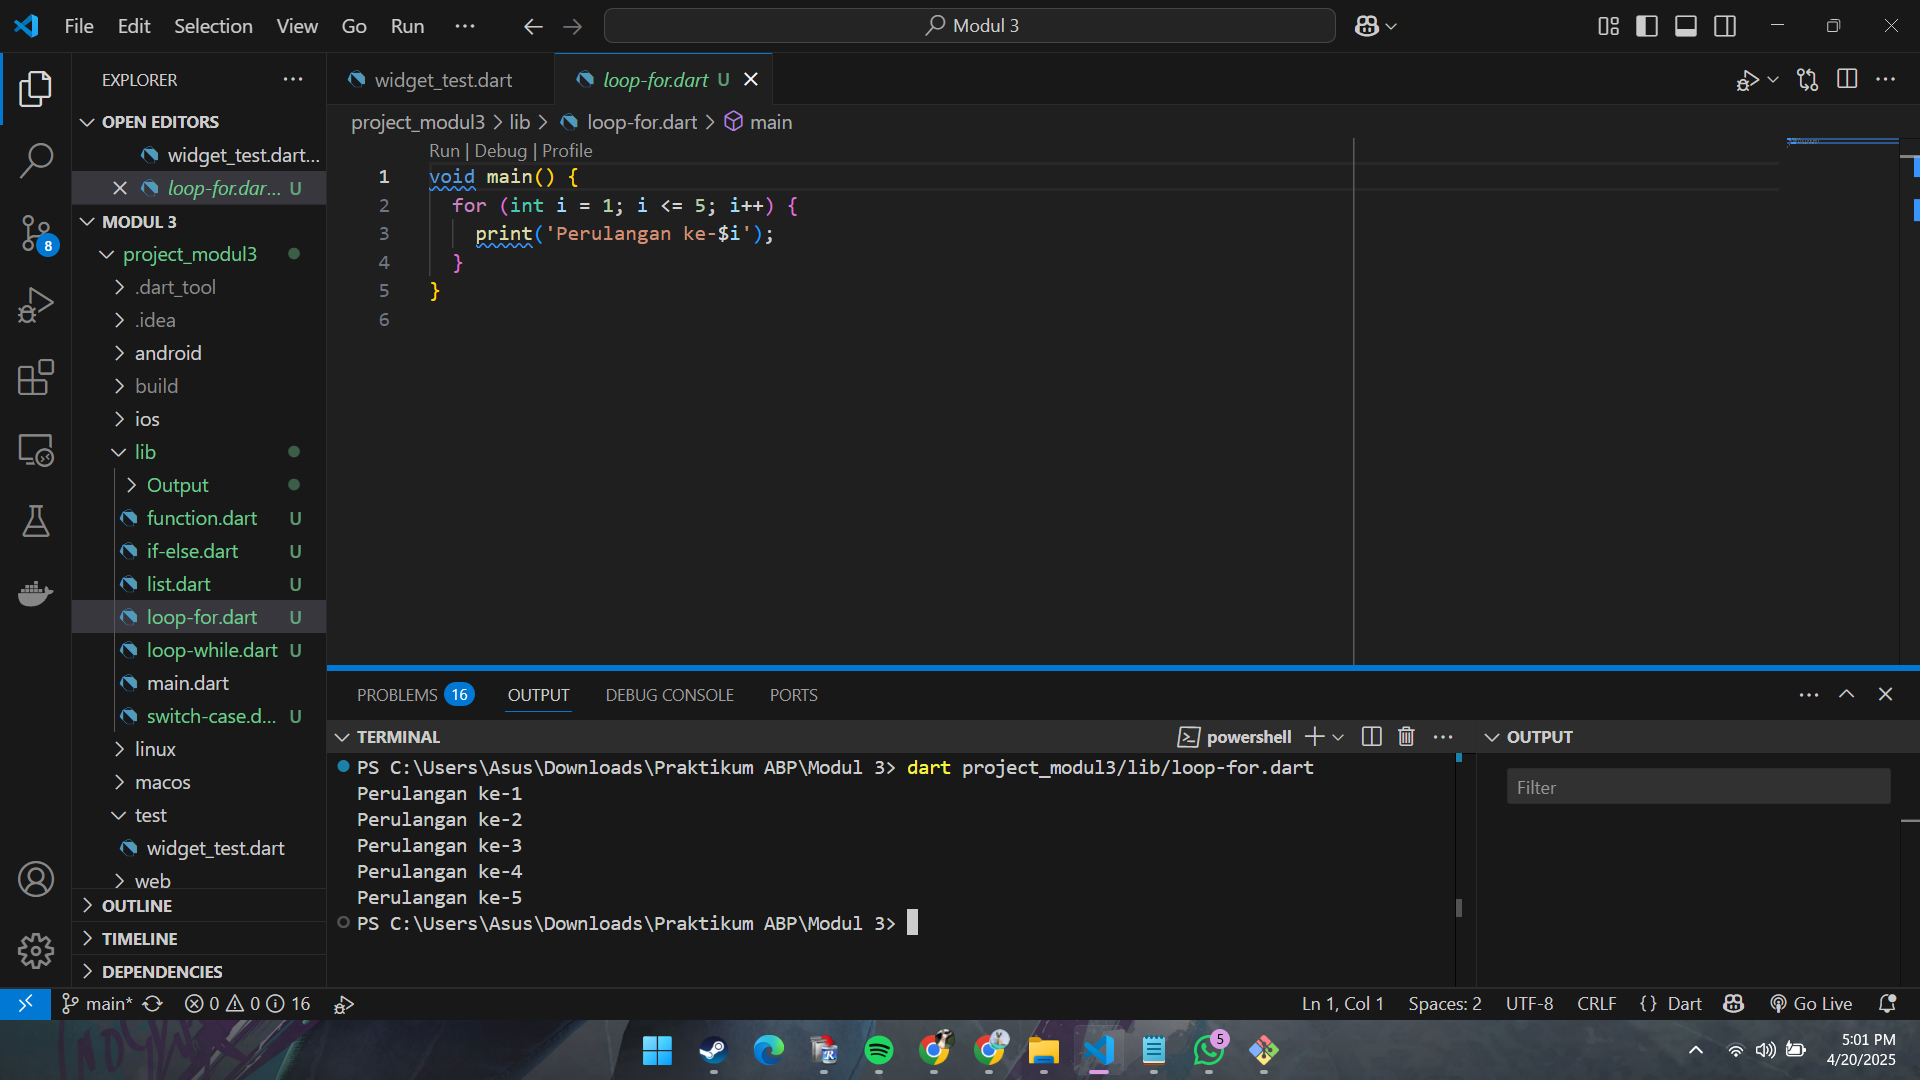 File Edit Selection View Go Run ··· Modul 3
EXPLORER ···
OPEN EDITORS
widget_test.dart...
loop-for.dar... U
MODUL 3
project_modul3
.dart_tool
.idea
android
build
ios
lib
Output
function.dart U
if-else.dart U
list.dart U
loop-for.dart U
loop-while.dart U
main.dart
switch-case.d... U
linux
macos
test
widget_test.dart
web
OUTLINE
TIMELINE
DEPENDENCIES
8
widget_test.dart loop-for.dart U
project_modul3 > lib > loop-for.dart > main
Run | Debug | Profile
1 void main() {
2 for (int i = 1; i <= 5; i++) {
3 print('Perulangan ke-$i');
4 }
5 }
6
PROBLEMS 16 OUTPUT DEBUG CONSOLE PORTS
TERMINAL powershell
PS C:\Users\Asus\Downloads\Praktikum ABP\Modul 3> dart project_modul3/lib/loop-for.dart
Perulangan ke-1
Perulangan ke-2
Perulangan ke-3
Perulangan ke-4
Perulangan ke-5
PS C:\Users\Asus\Downloads\Praktikum ABP\Modul 3>
OUTPUT
Filter
main* 0 0 16 Ln 1, Col 1 Spaces: 2 UTF-8 CRLF {} Dart Go Live
5
5:01 PM
4/20/2025